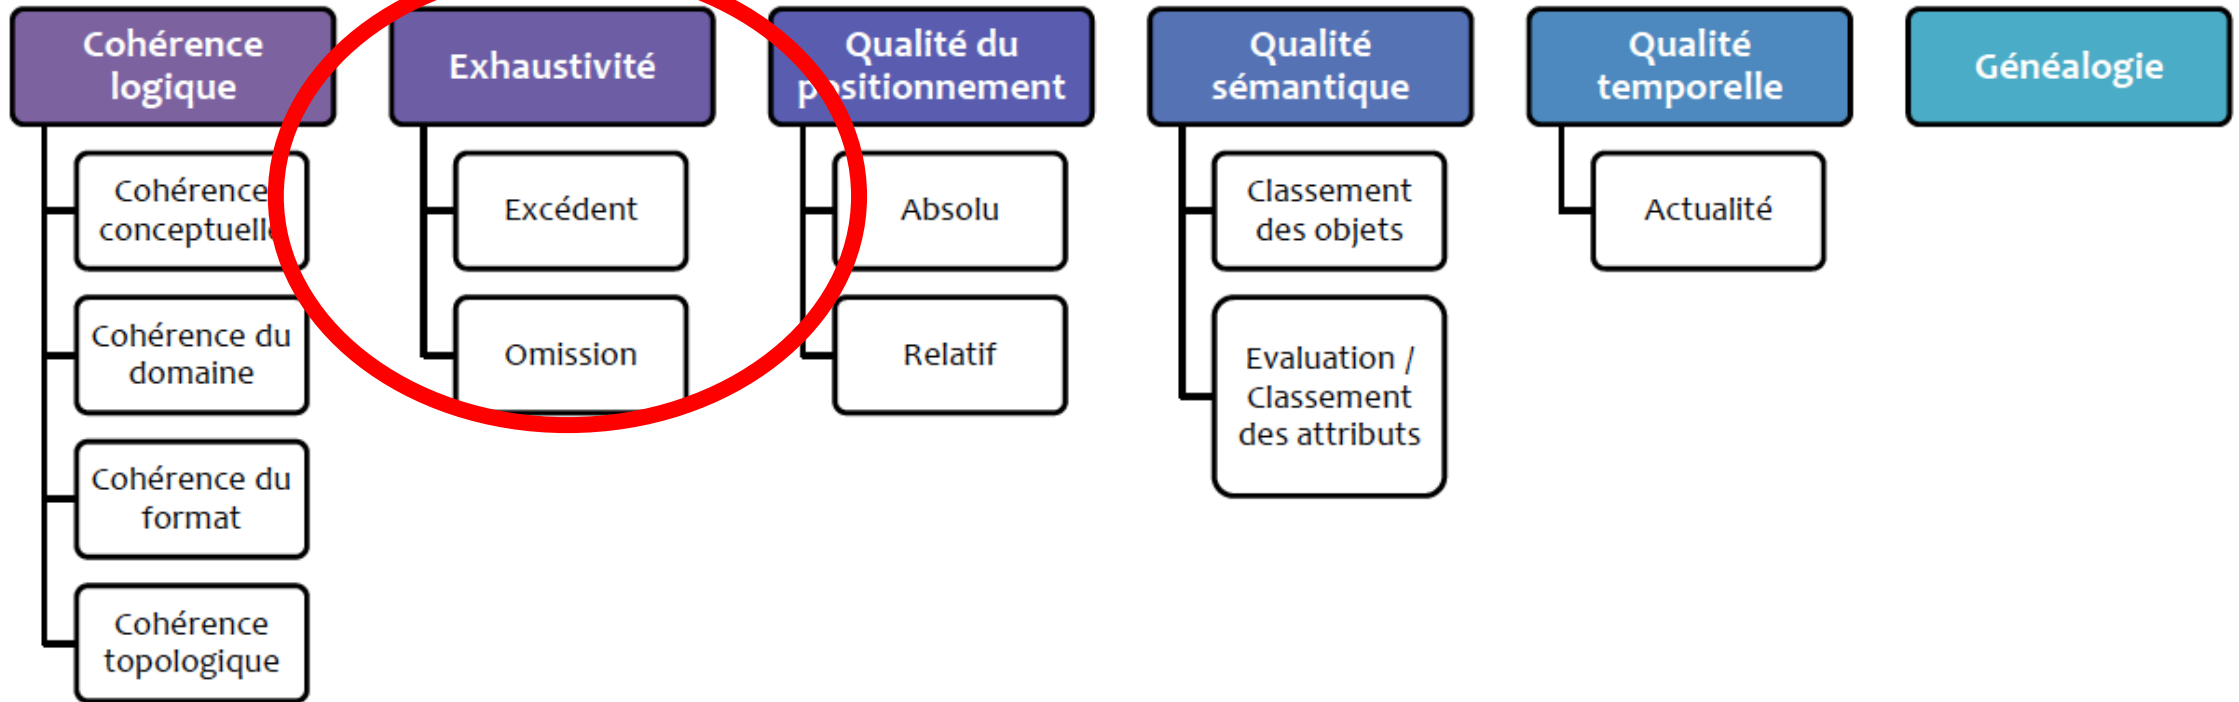 Cohérence
logique
Cohérence
conceptuelle
Cohérence du
domaine
Cohérence du
format
Cohérence
topologique
Exhaustivité
Excédent
Omission
Qualité du
positionnement
Absolu
Relatif
Qualité
sémantique
Classement
des objets
Evaluation /
Classement
des attributs
Qualité
temporelle
Actualité
Généalogie